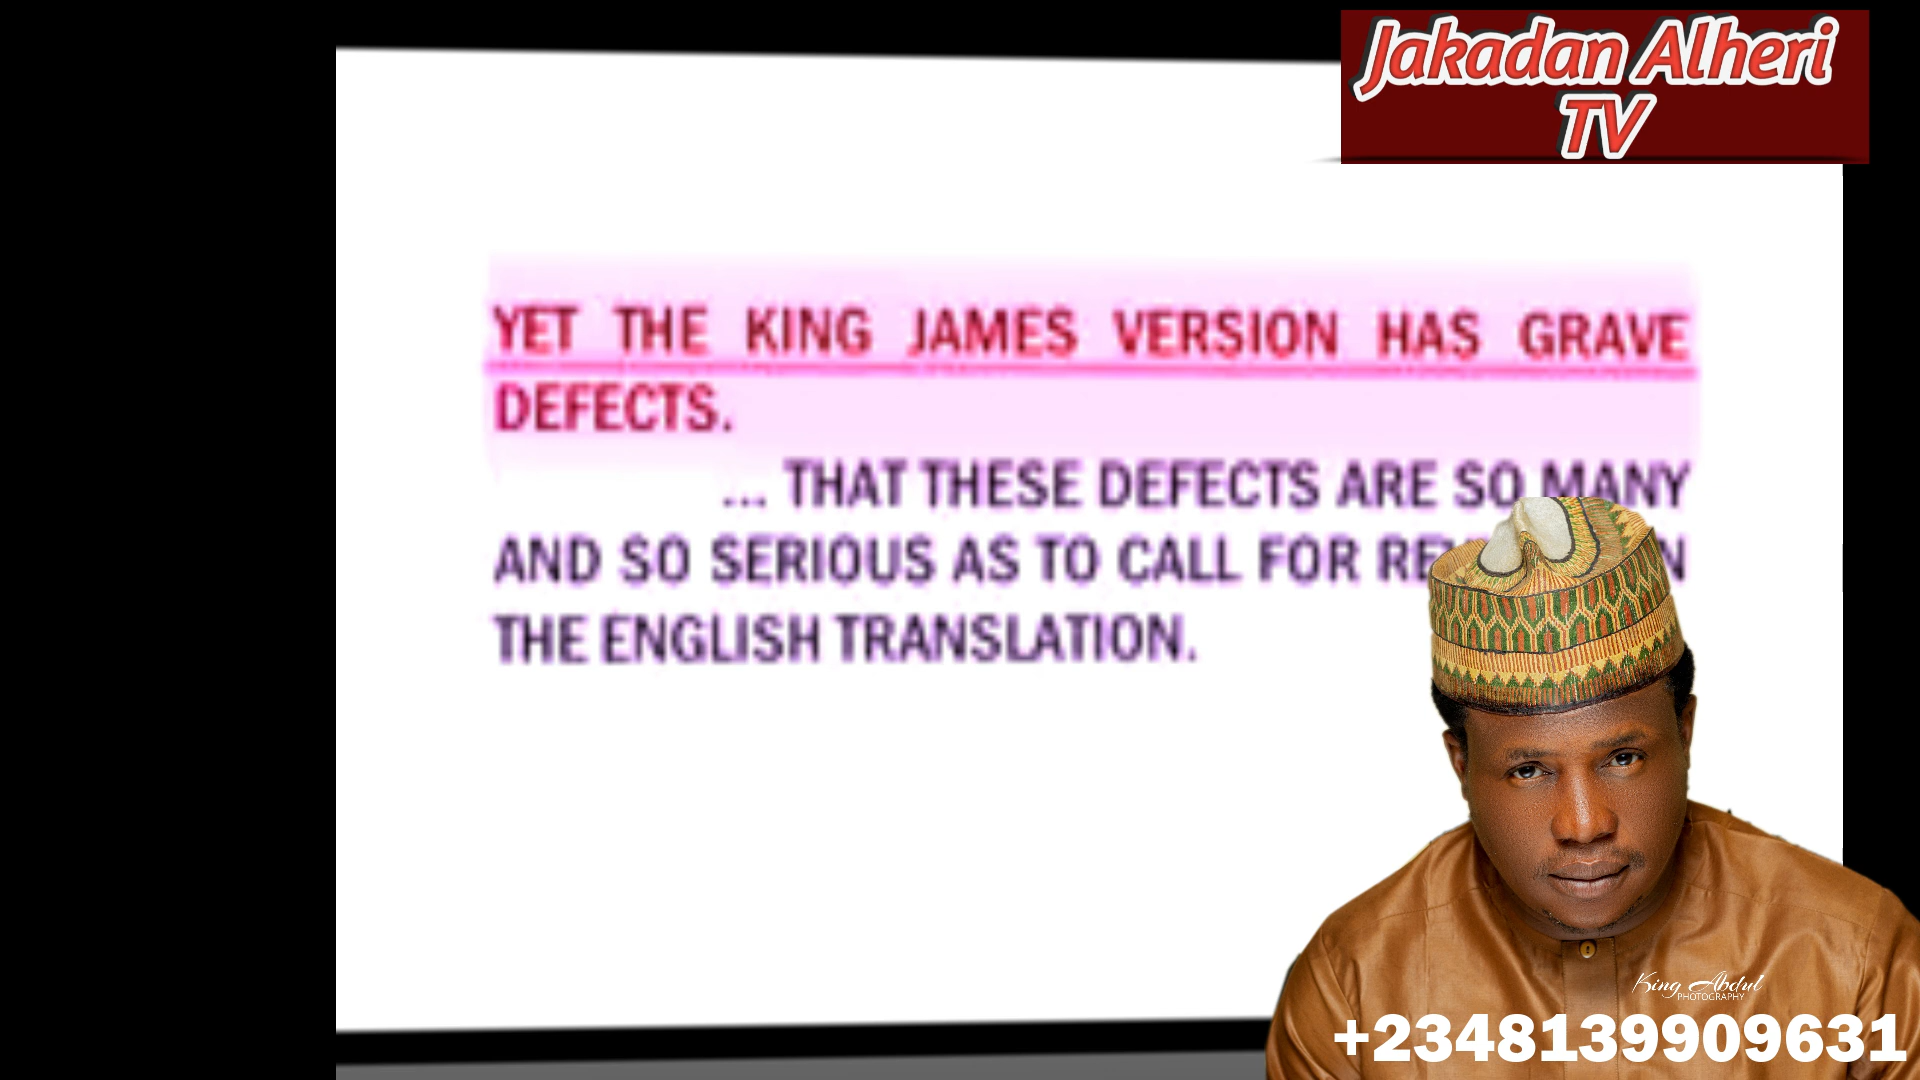 Jakadan Alheri
TV
YET THE KING JAMES VERSION HAS GRAVE
DEFECTS.
... THAT THESE DEFECTS ARE SO MANY
AND SO SERIOUS AS TO CALL FOR
THE ENGLISH TRANSLATION.
King Abdul
PHOTOGRAPHY
+2348139909631